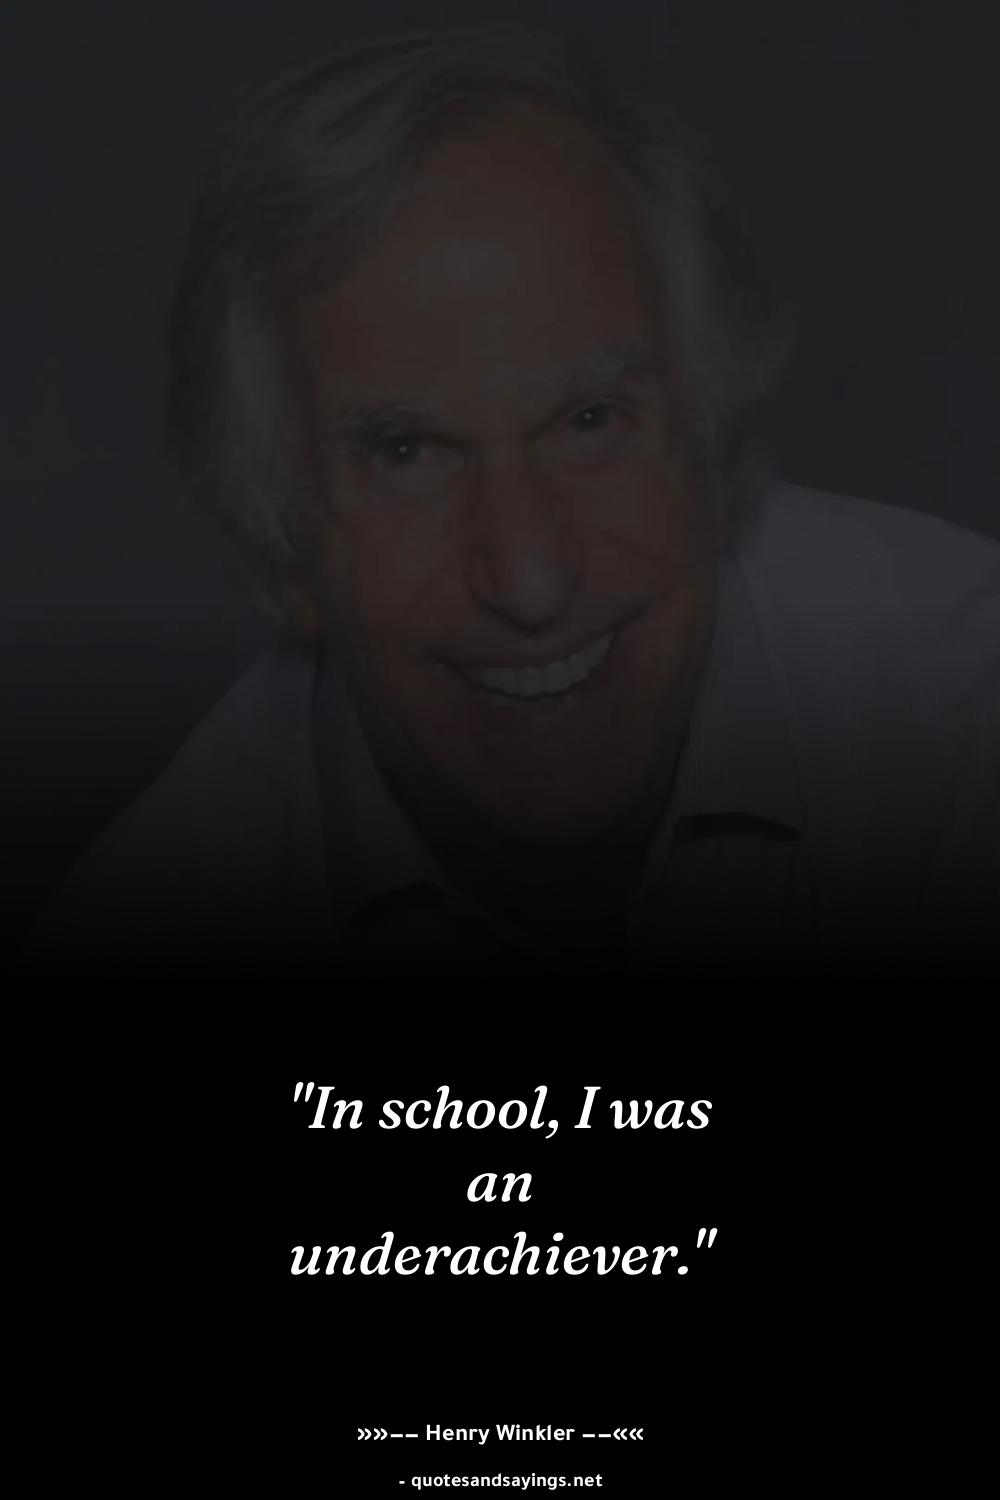 "In school, I was
an
underachiever."
»»−− Henry Winkler −−««
- quotesandsayings.net